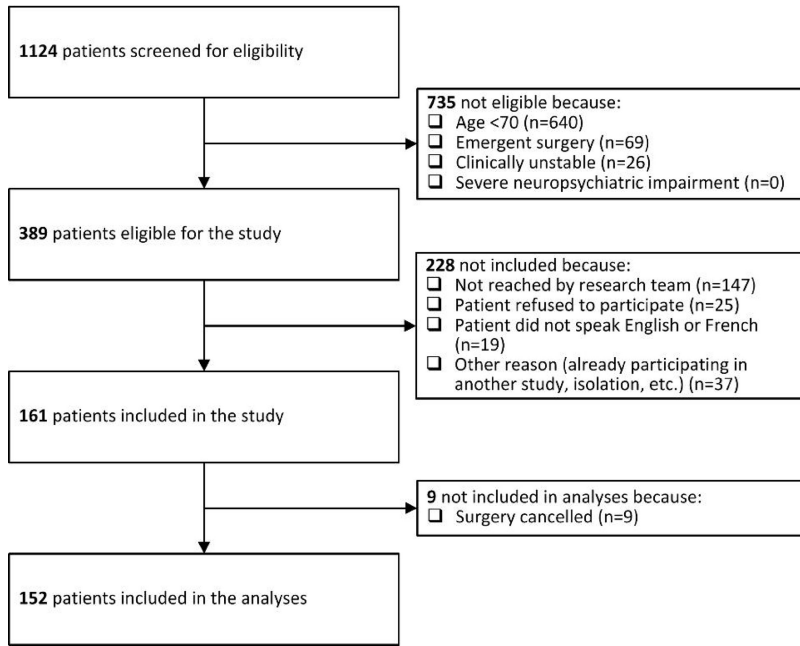 1124 patients screened for eligibility
735 not eligible because:
❑ Age <70 (n=640)
❑ Emergent surgery (n=69)
❑ Clinically unstable (n=26)
❑ Severe neuropsychiatric impairment (n=0)
389 patients eligible for the study
228 not included because:
❑ Not reached by research team (n=147)
❑ Patient refused to participate (n=25)
❑ Patient did not speak English or French
(n=19)
❑ Other reason (already participating in
another study, isolation, etc.) (n=37)
161 patients included in the study
9 not included in analyses because:
❑ Surgery cancelled (n=9)
152 patients included in the analyses